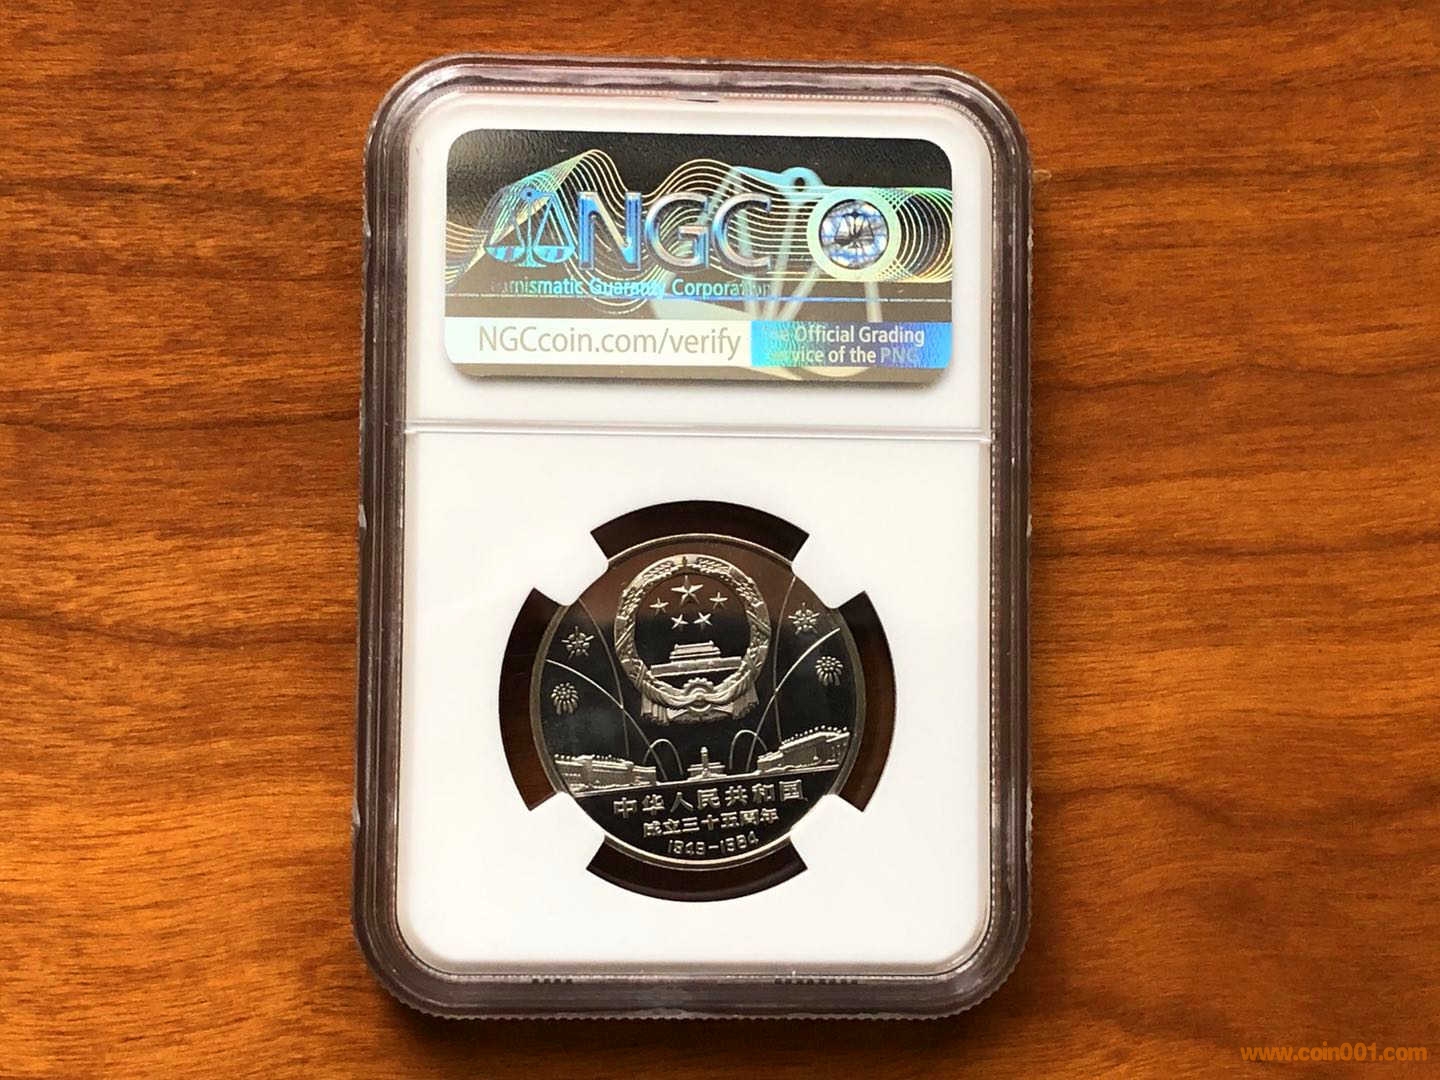 NGC
Numismatic Guaranty Corporation
NGCcoin.com/verify
The Official Grading
Service of the PNG
中华人民共和国
成立三十五周年
1949-1984
www.coin001.com